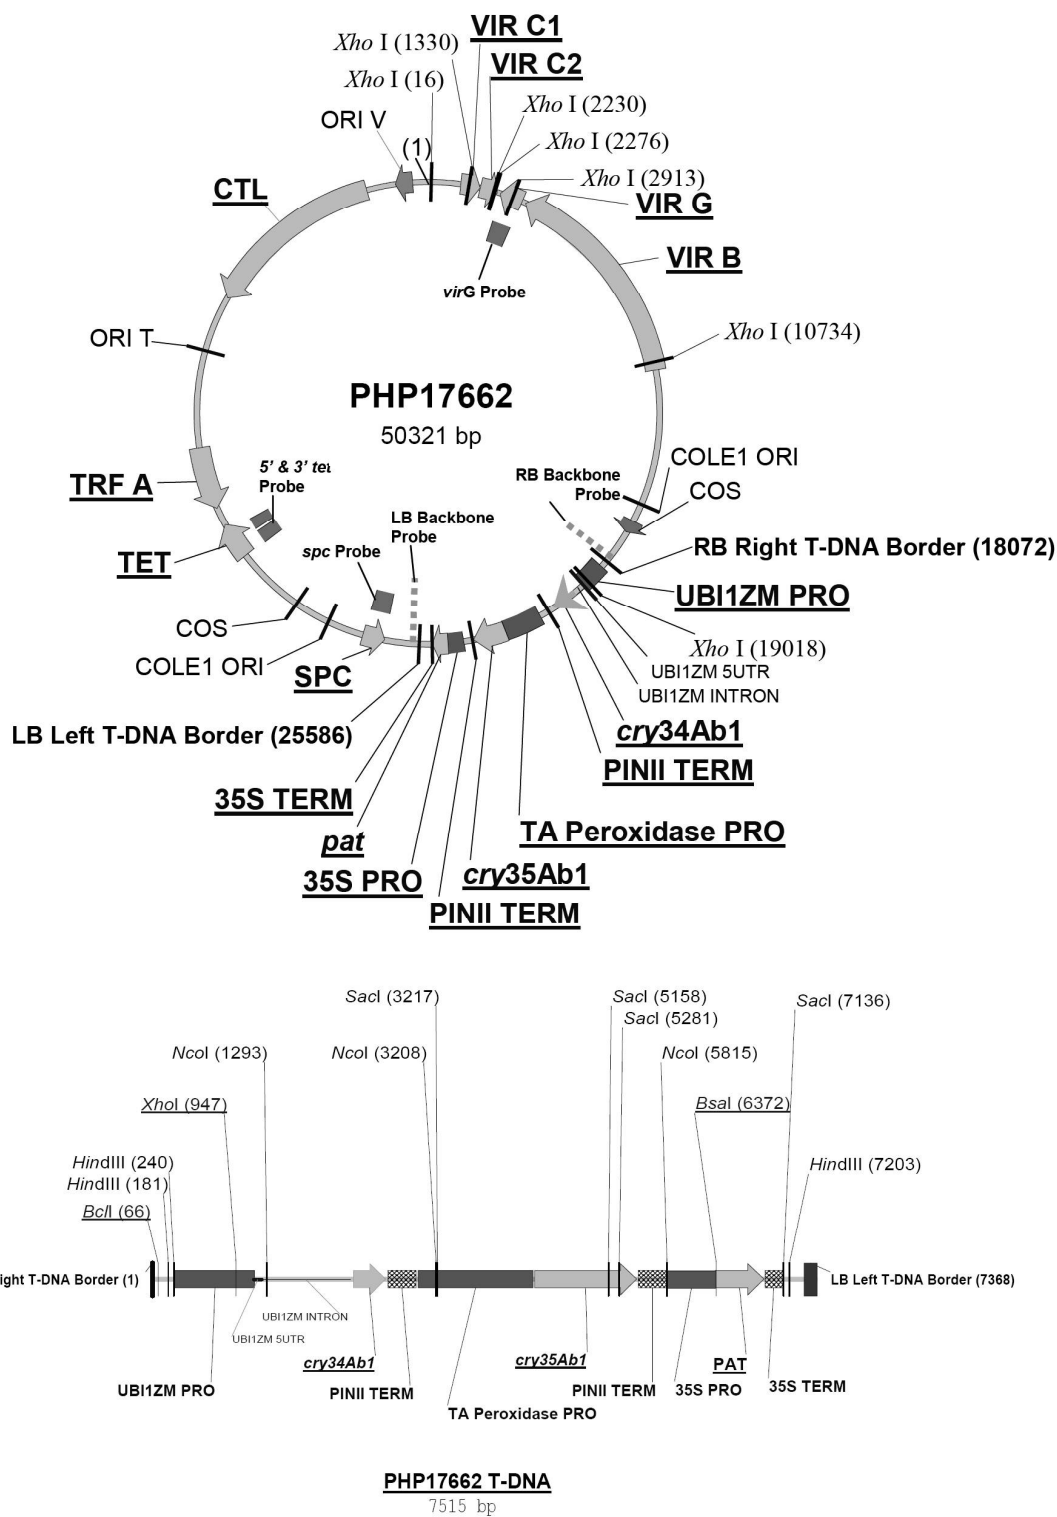 VIR C1
Xho I (1330)
VIR C2
Xho I (16)
Xho I (2230)
ORI V
Xho I (2276)
(1)
Xho I (2913)
CTL
VIR G
VIR B
virG Probe
ORI T
Xho I (10734)
PHP17662
50321 bp
COLE1 ORI
5' & 3' tet
Probe
RB Backbone
Probe
TRF A
COS
LB Backbone
Probe
RB Right T-DNA Border (18072)
spc Probe
TET
UBI1ZM PRO
COS
Xho I (19018)
COLE1 ORI
UBI1ZM 5UTR
SPC
UBI1ZM INTRON
LB Left T-DNA Border (25586)
cry34Ab1
PINII TERM
35S TERM
TA Peroxidase PRO
pat
35S PRO
cry35Ab1
PINII TERM
SacI (3217)
SacI (5158)
SacI (7136)
SacI (5281)
NcoI (1293)
NcoI (3208)
NcoI (5815)
XhoI (947)
BsaI (6372)
HindIII (240)
HindIII (7203)
HindIII (181)
BclI (66)
ight T-DNA Border (1)
LB Left T-DNA Border (7368)
UBI1ZM INTRON
UBI1ZM 5UTR
cry34Ab1
cry35Ab1
PAT
UBI1ZM PRO
PINII TERM
PINII TERM
35S PRO
35S TERM
TA Peroxidase PRO
PHP17662 T-DNA
7515 bp